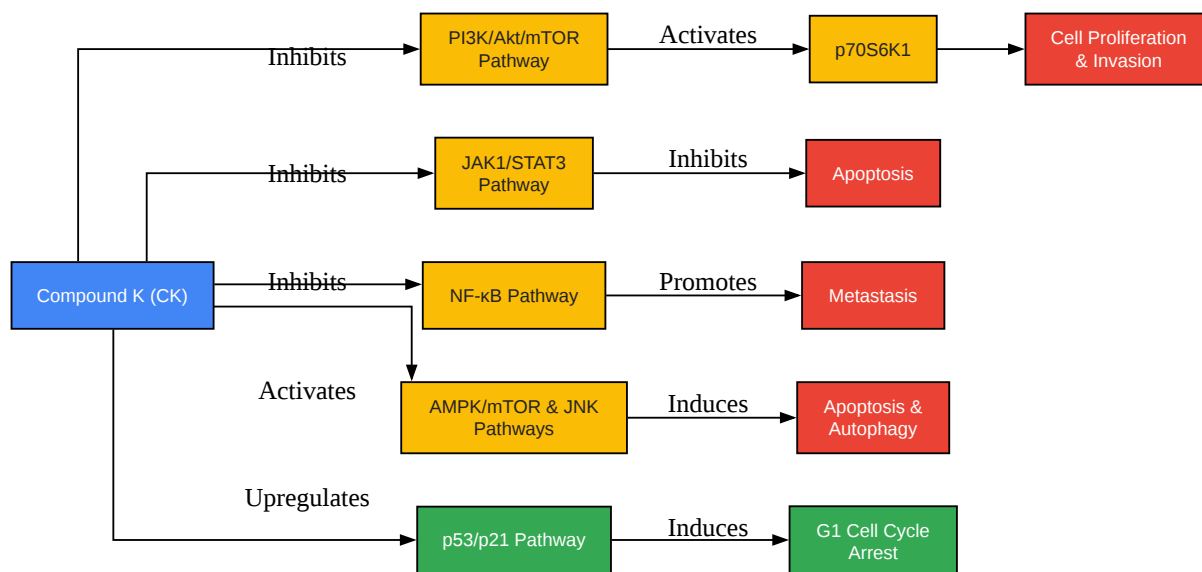 Inhibits
PI3K/Akt/mTOR
Pathway
Activates
p70S6K1
Cell Proliferation
& Invasion
Inhibits
JAK1/STAT3
Pathway
Inhibits
Apoptosis
Compound K (CK)
Inhibits
NF-κB Pathway
Promotes
Metastasis
Activates
AMPK/mTOR & JNK
Pathways
Induces
Apoptosis &
Autophagy
Upregulates
p53/p21 Pathway
Induces
G1 Cell Cycle
Arrest